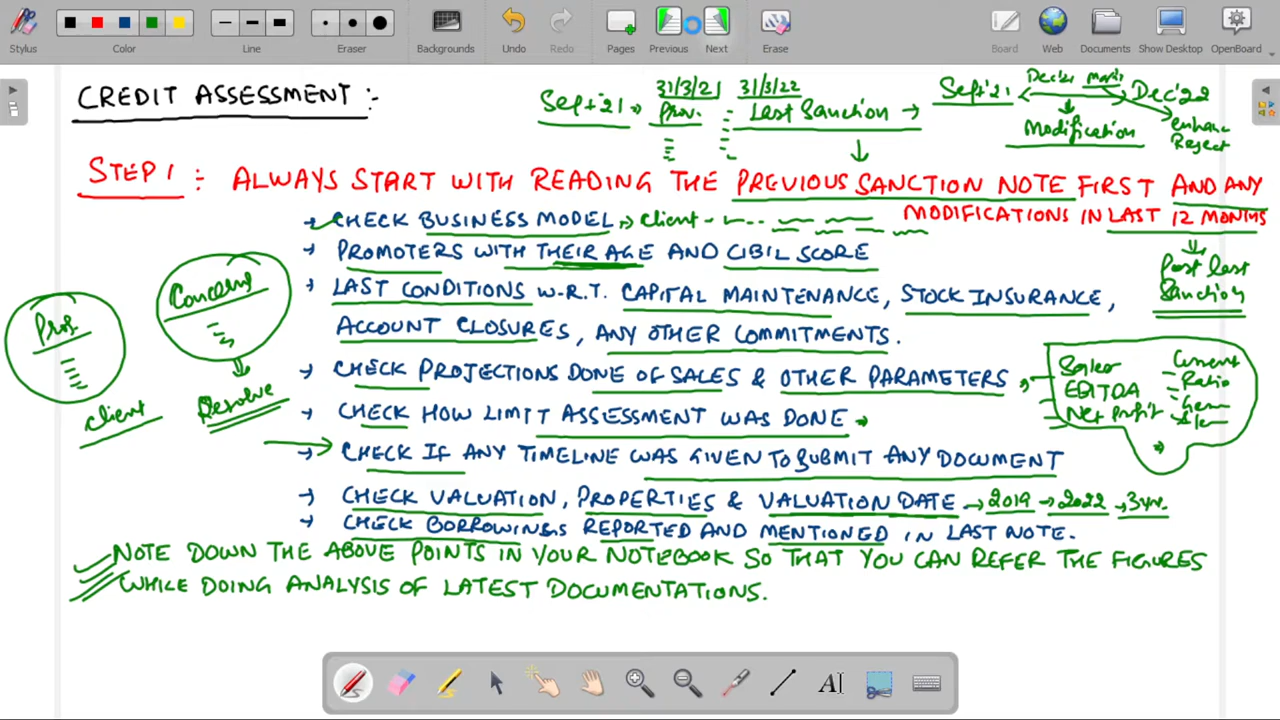 Stylus Color Line Eraser Backgrounds Undo Redo Pages Previous Next Erase Board Web Documents Show Desktop OpenBoard
CREDIT ASSESSMENT :-
Sept'21 → 31/3/21 Prov. 31/3/22 Last Sanction → Sept'21 Dec'22
Modification
enhance
Reject
STEP 1 : ALWAYS START WITH READING THE PREVIOUS SANCTION NOTE FIRST AND ANY
MODIFICATIONS IN LAST 12 MONTHS
Post last
Sanction
→ CHECK BUSINESS MODEL → Client -
→ PROMOTERS WITH THEIR AGE AND CIBIL SCORE
→ LAST CONDITIONS W.R.T. CAPITAL MAINTENANCE, STOCK INSURANCE,
ACCOUNT CLOSURES, ANY OTHER COMMITMENTS.
→ CHECK PROJECTIONS DONE OF SALES & OTHER PARAMETERS →
Sales
EBITDA
Net Profit
Current
Ratio
→ CHECK HOW LIMIT ASSESSMENT WAS DONE →
→ CHECK IF ANY TIMELINE WAS GIVEN TO SUBMIT ANY DOCUMENT
→ CHECK VALUATION, PROPERTIES & VALUATION DATE → 2019 → 2022 → 3yrs.
→ CHECK BORROWINGS REPORTED AND MENTIONED IN LAST NOTE.
Pros.
client
Concerns
Resolve
NOTE DOWN THE ABOVE POINTS IN YOUR NOTEBOOK SO THAT YOU CAN REFER THE FIGURES
WHILE DOING ANALYSIS OF LATEST DOCUMENTATIONS.